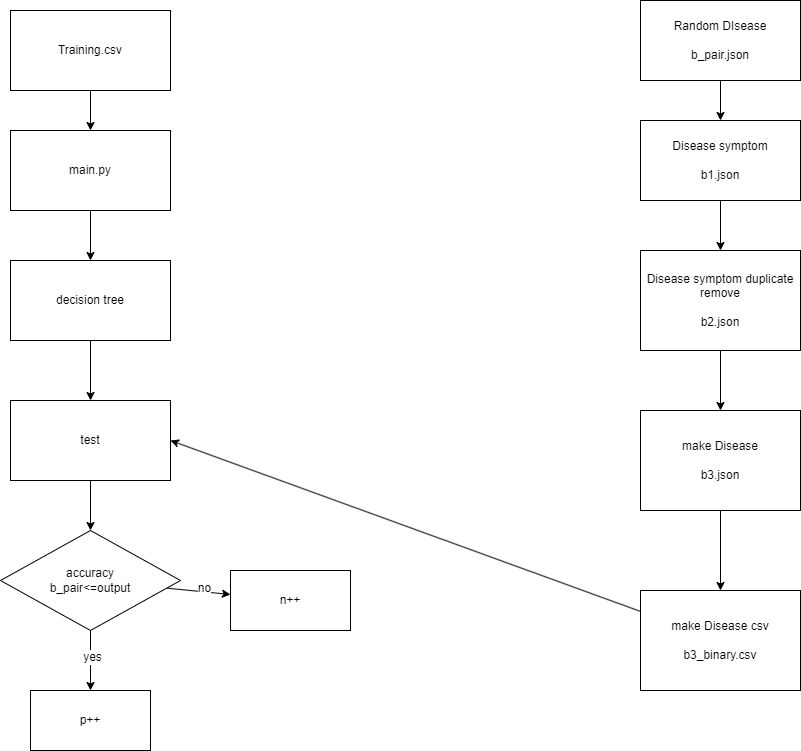 Training.csv
main.py
decision tree
test
accuracy
b_pair<=output
no
n++
yes
p++
Random DIsease
b_pair.json
Disease symptom
b1.json
Disease symptom duplicate
remove
b2.json
make Disease
b3.json
make Disease csv
b3_binary.csv